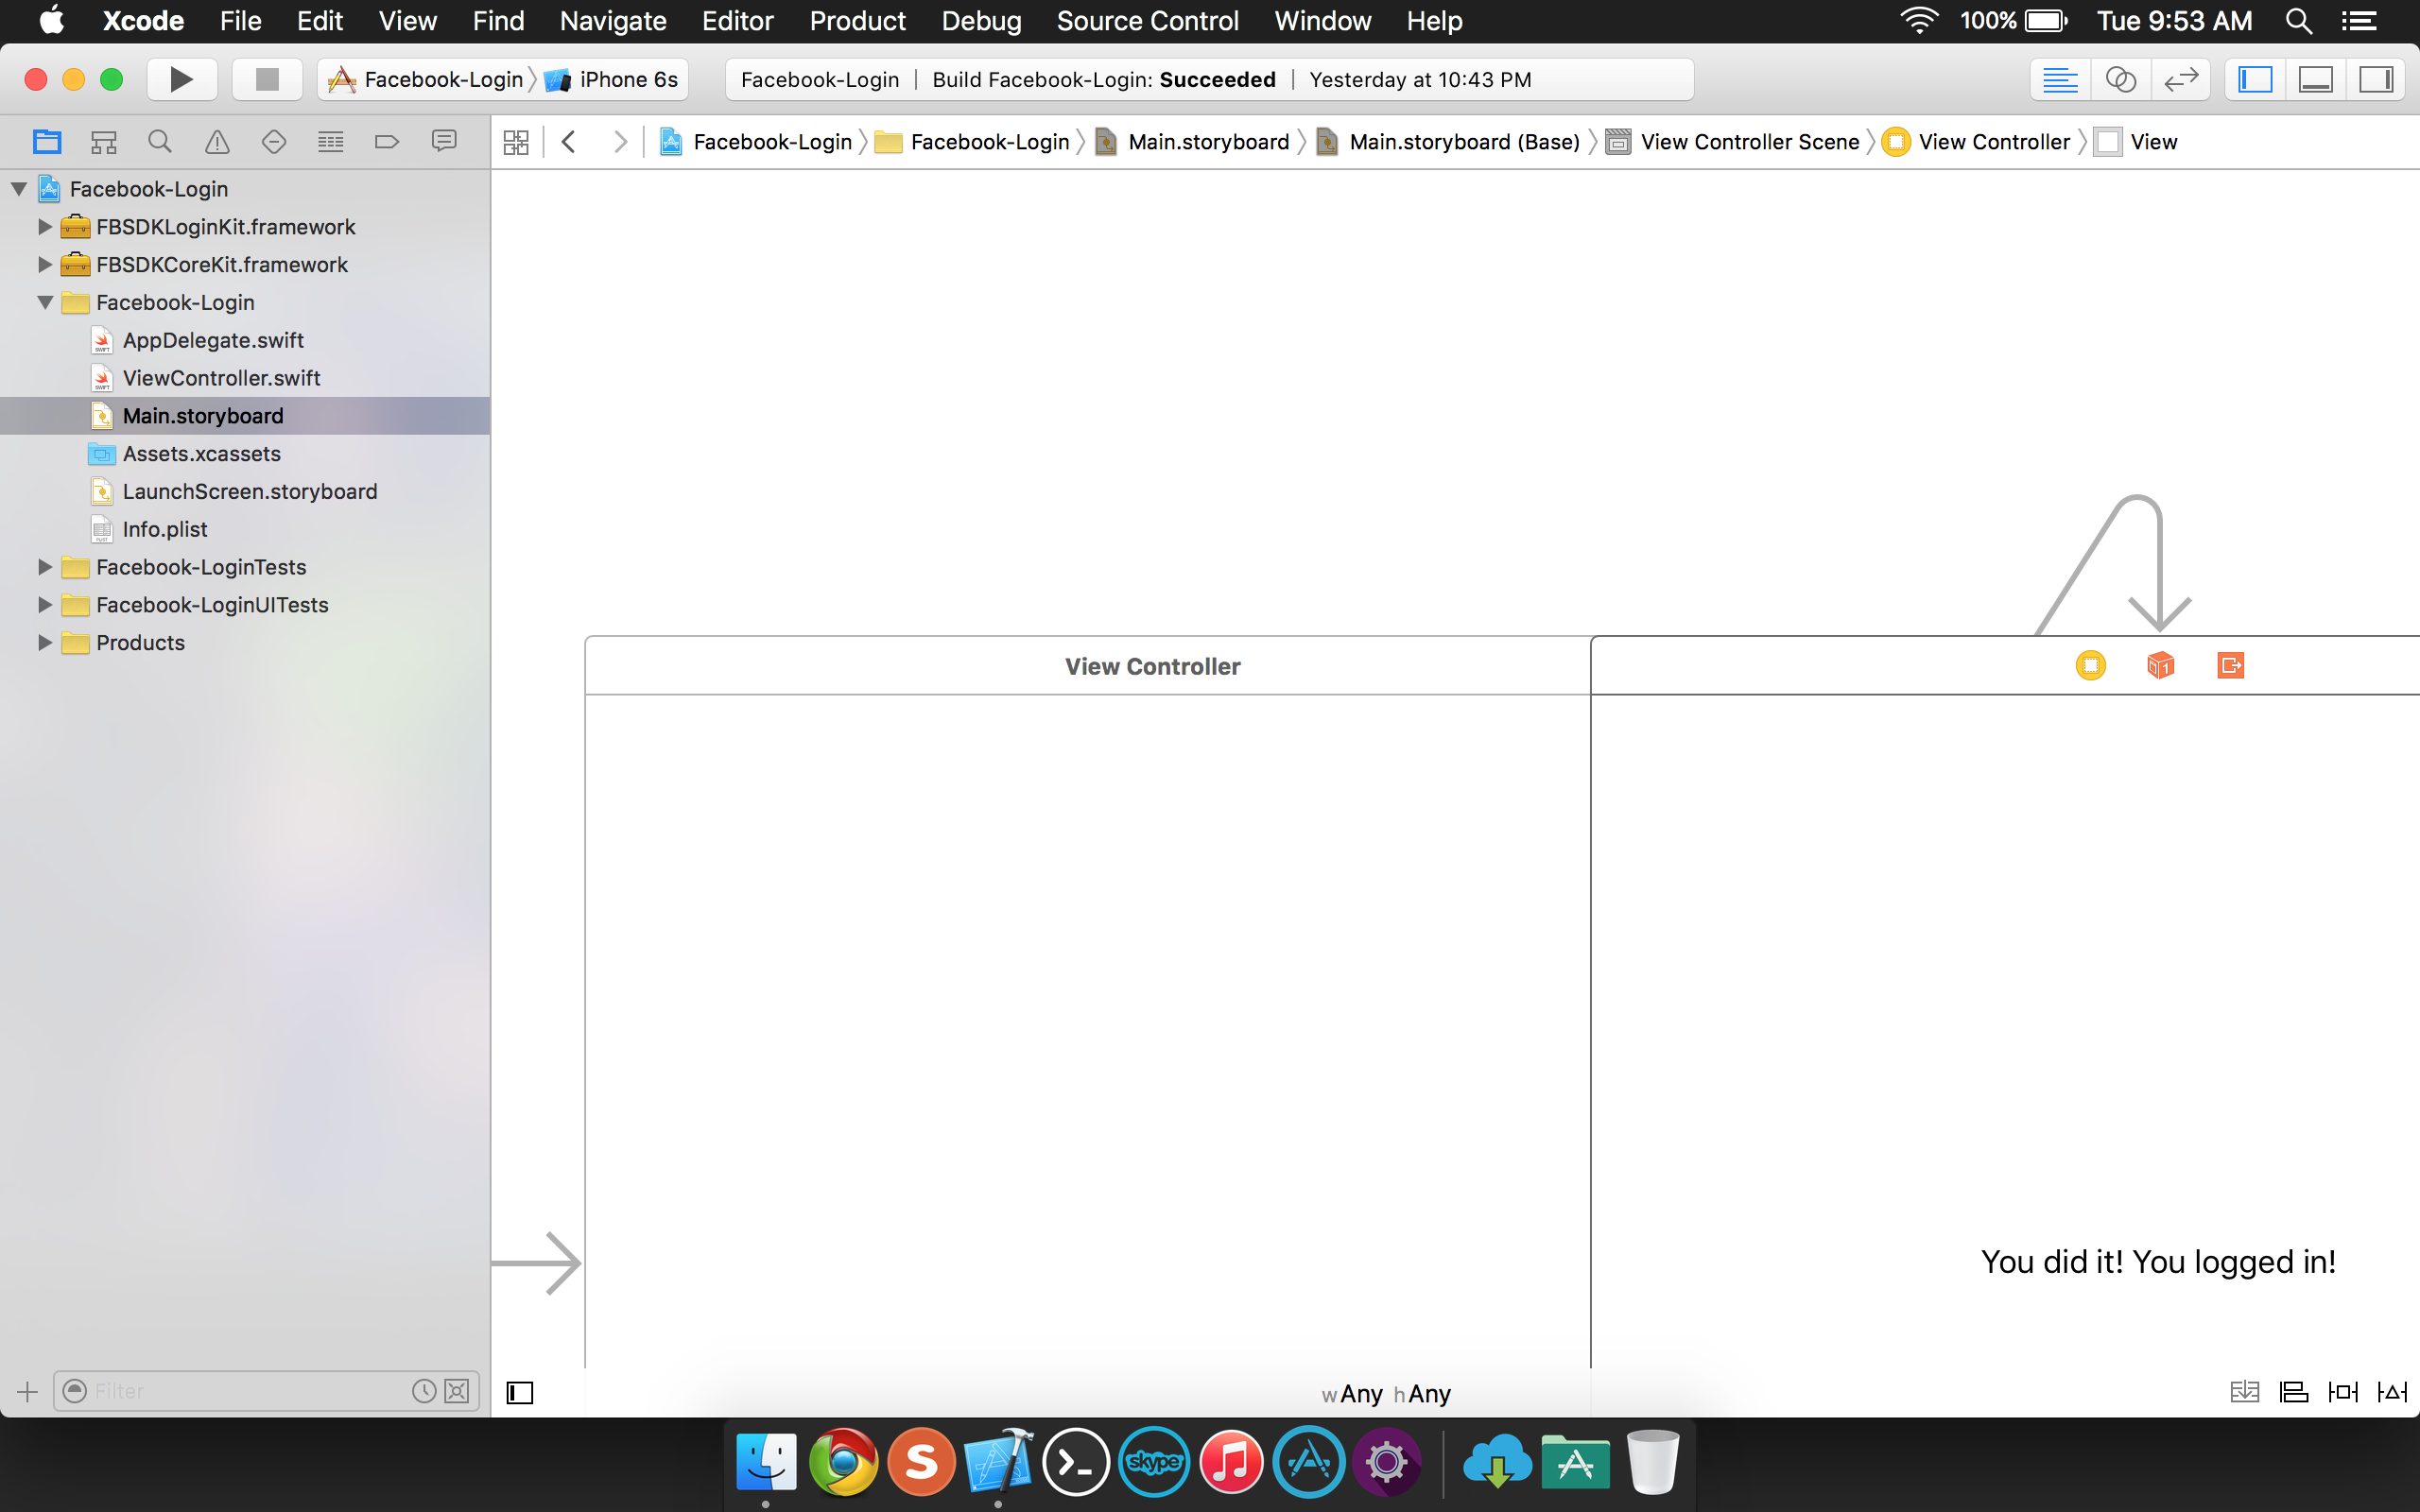 Xcode File Edit View Find Navigate Editor Product Debug Source Control Window Help 100% Tue 9:53 AM
Facebook-Login iPhone 6s Facebook-Login | Build Facebook-Login: Succeeded | Yesterday at 10:43 PM
Facebook-Login Facebook-Login Main.storyboard Main.storyboard (Base) View Controller Scene View Controller View
Facebook-Login
FBSDKLoginKit.framework
FBSDKCoreKit.framework
Facebook-Login
AppDelegate.swift
ViewController.swift
Main.storyboard
Assets.xcassets
LaunchScreen.storyboard
Info.plist
Facebook-LoginTests
Facebook-LoginUITests
Products
View Controller
1
You did it! You logged in!
Filter
wAny hAny
S
skype